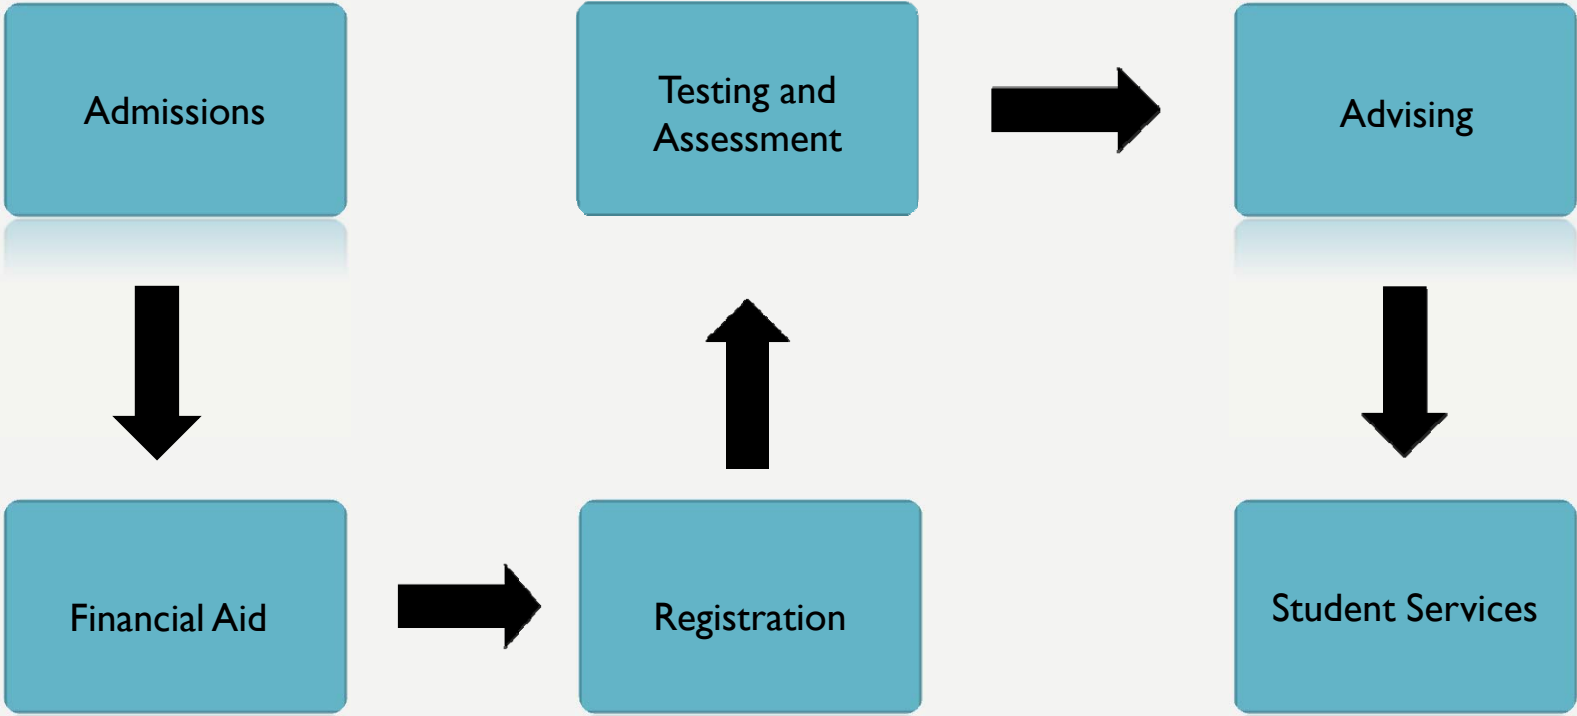 Admissions
Testing and
Assessment
Advising
Financial Aid
Registration
Student Services